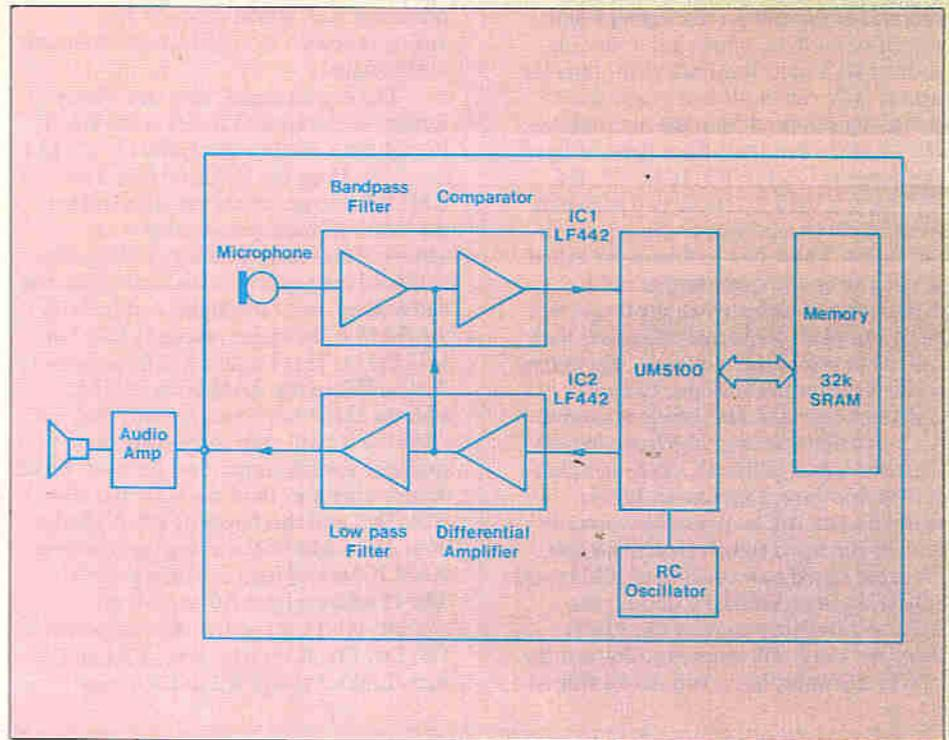 Bandpass
Filter
Comparator
IC1
LF442
Microphone
Memory
32k
SRAM
UM5100
IC2
LF442
Audio
Amp
Low pass
Filter
Differential
Amplifier
RC
Oscillator